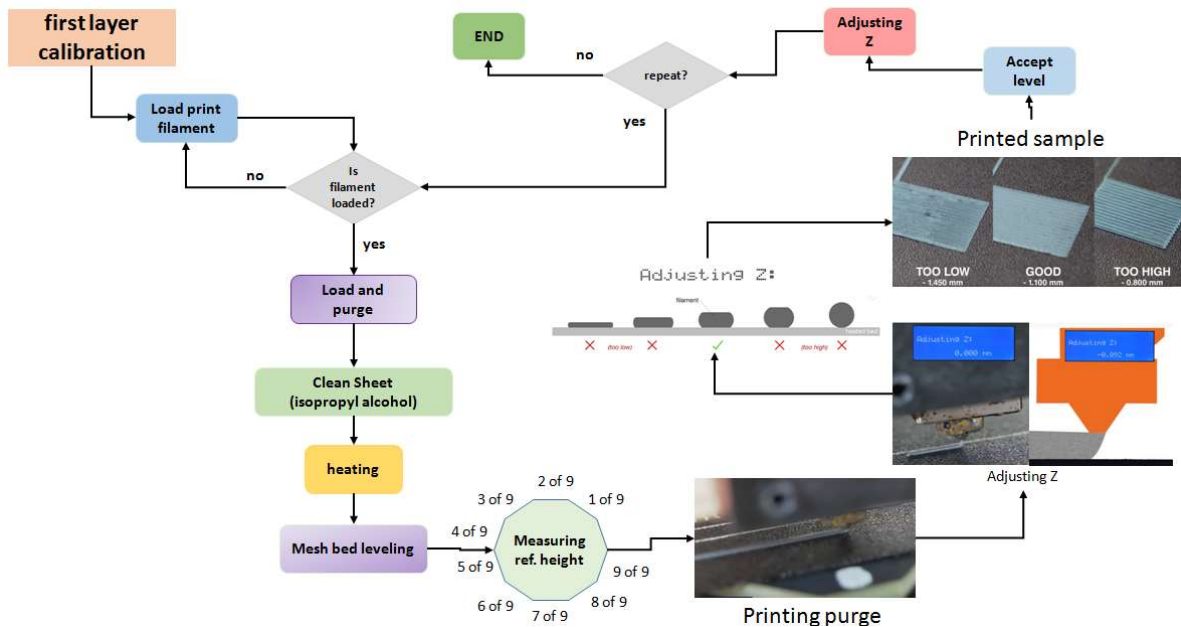 first layer
calibration
END
Adjusting
Z
no
repeat?
Accept
level
Load print
filament
yes
Printed sample
Is
filament
loaded?
no
yes
TOO LOW
- 1,450 mm
GOOD
- 1.100 mm
TOO HIGH
- 0.800 mm
Load and
purge
Adjusting Z:
filament
(too low)
(too high)
Adjusting Z:
0.000 mm
Adjusting Z:
Clean Sheet
(isopropyl alcohol)
heating
Adjusting Z
2 of 9
3 of 9
1 of 9
4 of 9
Mesh bed leveling
Measuring
ref. height
5 of 9
9 of 9
6 of 9
8 of 9
7 of 9
Printing purge